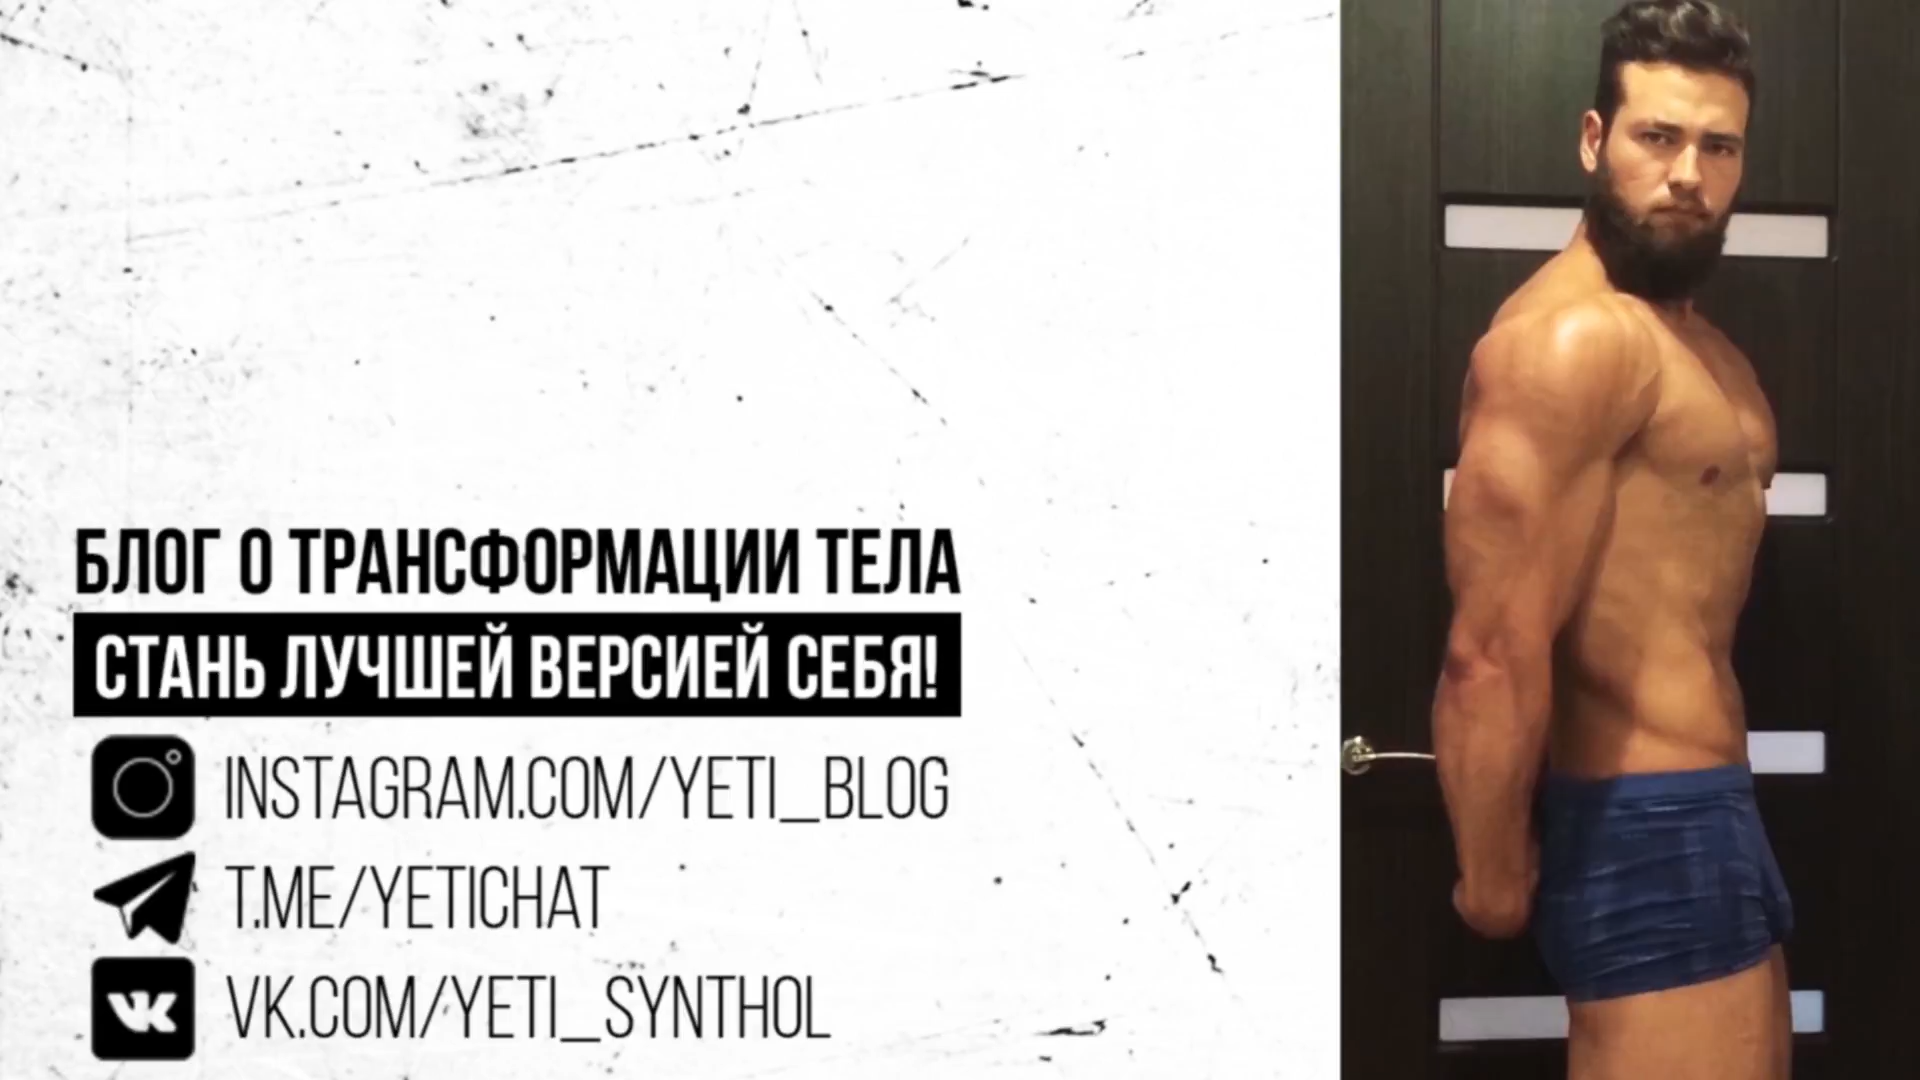 БЛОГ О ТРАНСФОРМАЦИИ ТЕЛА
СТАНЬ ЛУЧШЕЙ ВЕРСИЕЙ СЕБЯ!
INSTAGRAM.COM/YETI_BLOG
T.ME/YETICHAT
VK.COM/YETI_SYNTHOL